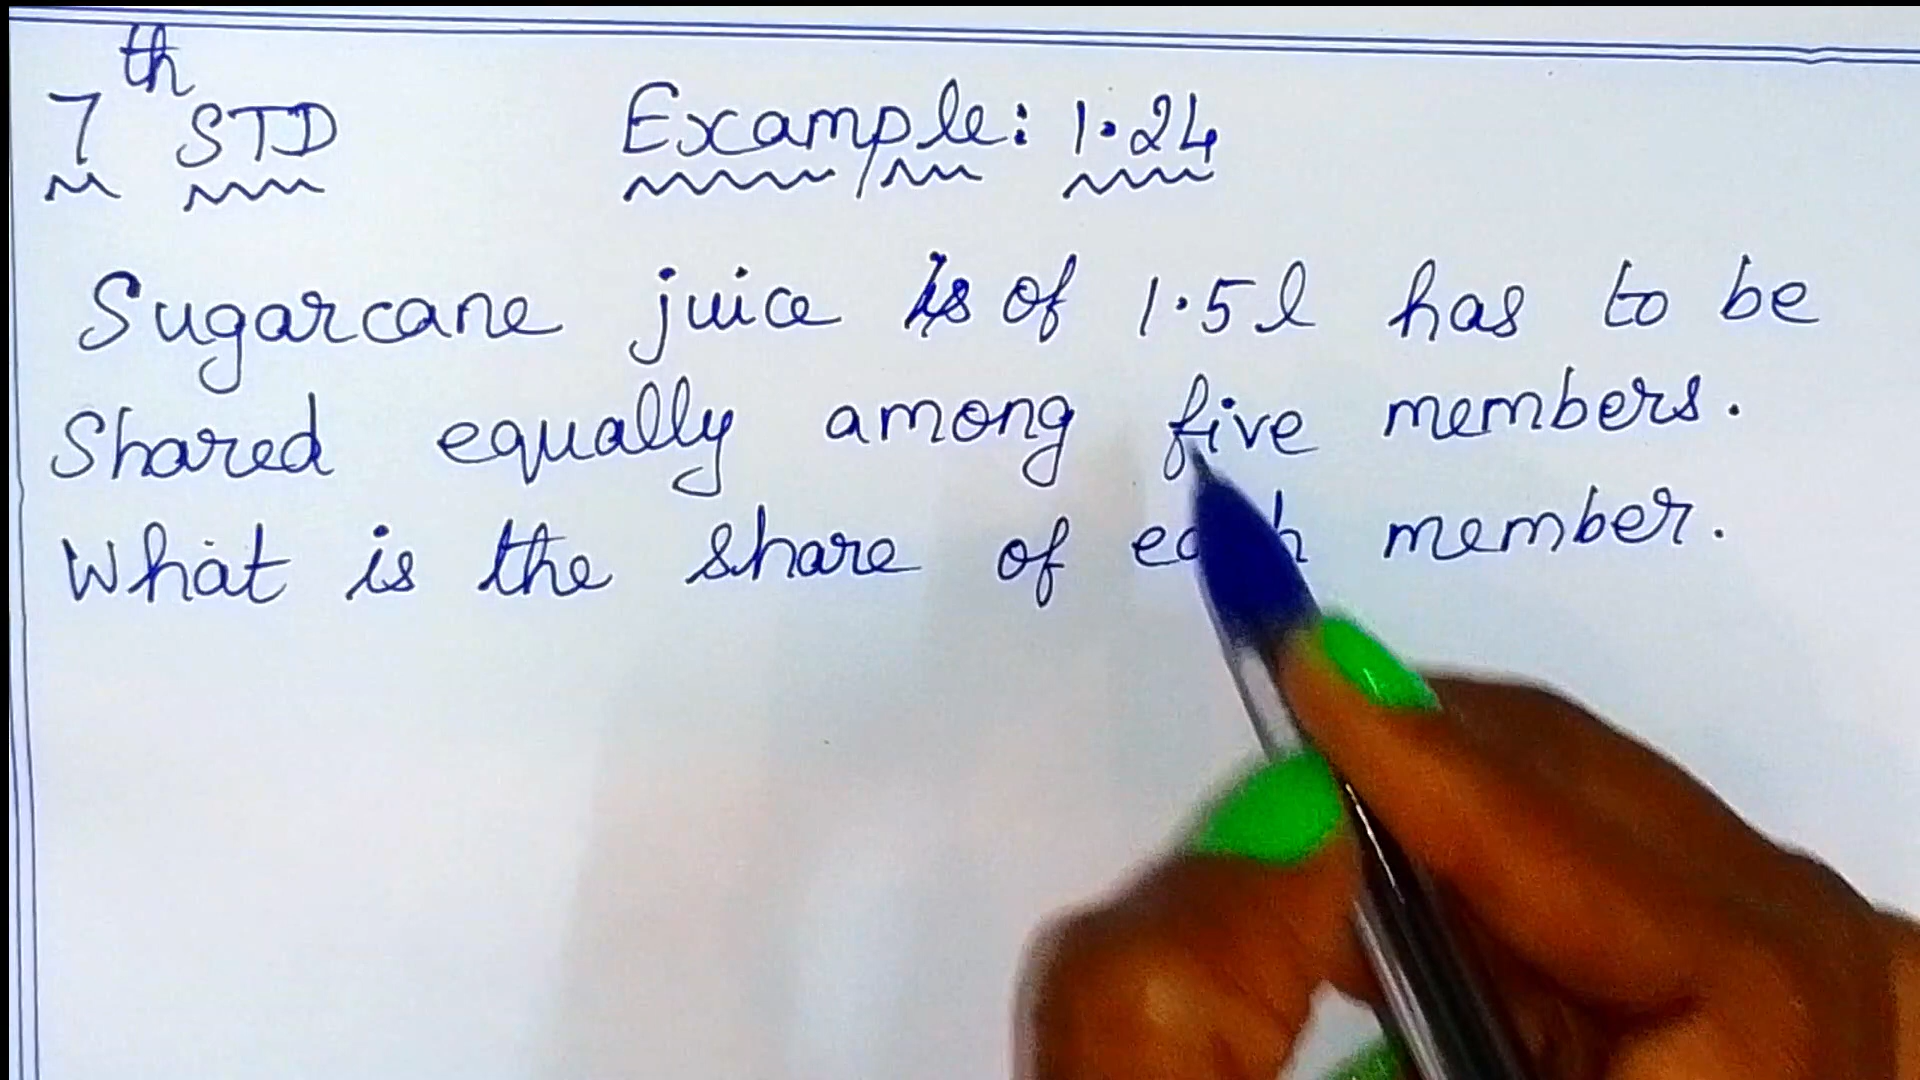 7th STD Example: 1.24
Sugarcane juice of 1.5l has to be
Shared equally among five members.
What is the share of each member.